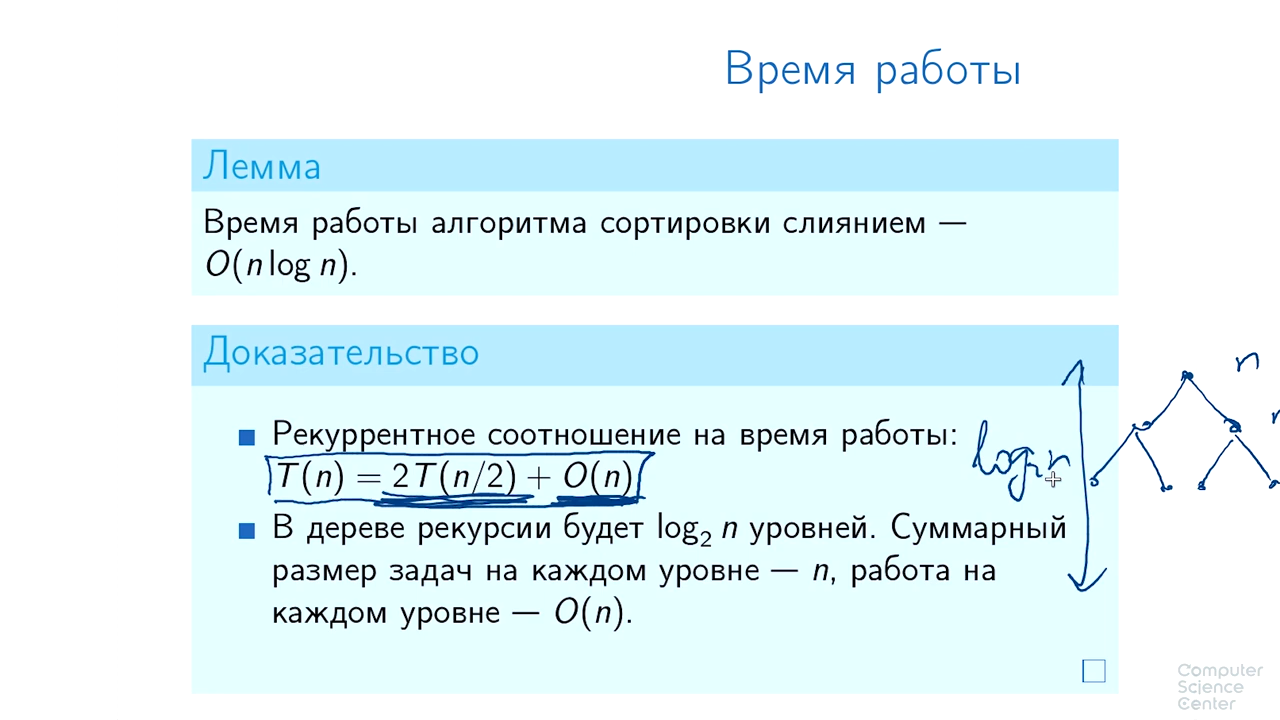 Время работы
Лемма
Время работы алгоритма сортировки слиянием —
O(n log n).
Доказательство
n
■ Рекуррентное соотношение на время работы:
n
T(n) = 2T(n/2) + O(n)
log n
■ В дереве рекурсии будет log₂ n уровней. Суммарный
размер задач на каждом уровне — n, работа на
каждом уровне — O(n).
Computer
Science
Center